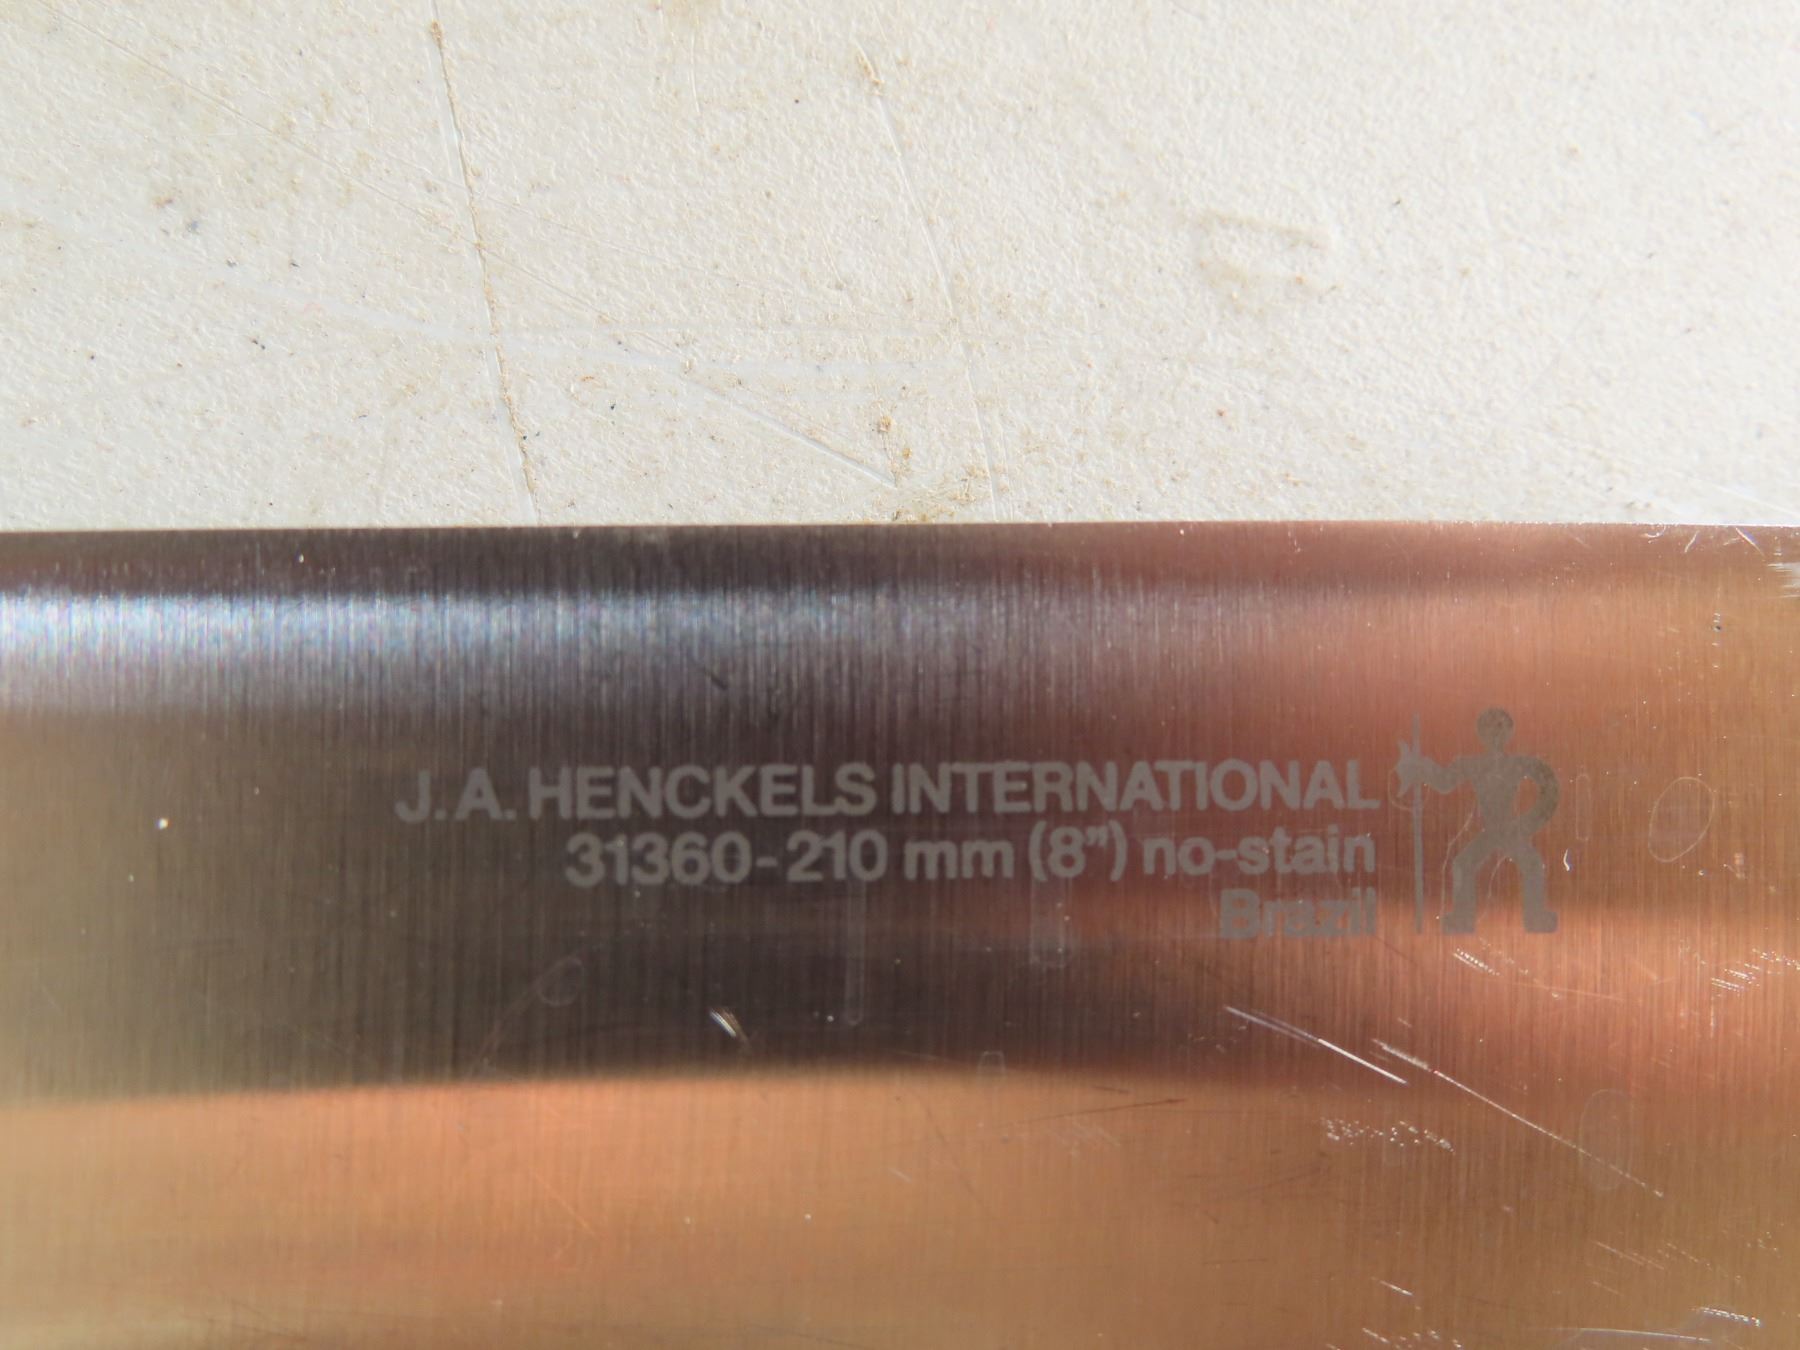 J.A. HENCKELS INTERNATIONAL
31360-210 mm (8”) no-stain
Brazil